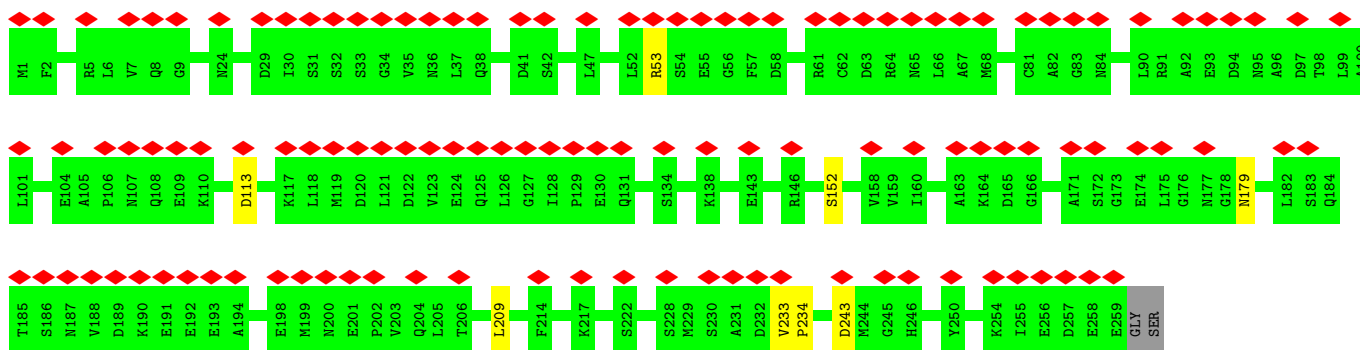 M1 F2 R5 L6 V7 Q8 G9 N24 D29 I30 S31 S32 S33 G34 V35 N36 L37 Q38 D41 S42 L47 L52 R53 S54 E55 G56 F57 D58 R61 C62 D63 R64 N65 L66 A67 M68 C81 A82 G83 N84 L90 R91 A92 E93 D94 N95 A96 D97 T98 L99 A100
L101 E104 A105 P106 N107 Q108 E109 K110 D113 K117 L118 M119 D120 L121 D122 V123 E124 Q125 L126 G127 I128 P129 E130 Q131 S134 K138 E143 R146 S152 V158 V159 I160 A163 K164 D165 G166 A171 S172 G173 E174 L175 G176 N177 G178 N179 L182 S183 Q184
T185 S186 N187 V188 D189 K190 E191 E192 E193 A194 E198 M199 N200 E201 P202 V203 Q204 L205 T206 L209 F214 K217 S222 S228 M229 S230 A231 D232 V233 P234 D243 M244 G245 H246 Y250 K254 I255 E256 D257 E258 E259 GLY SER